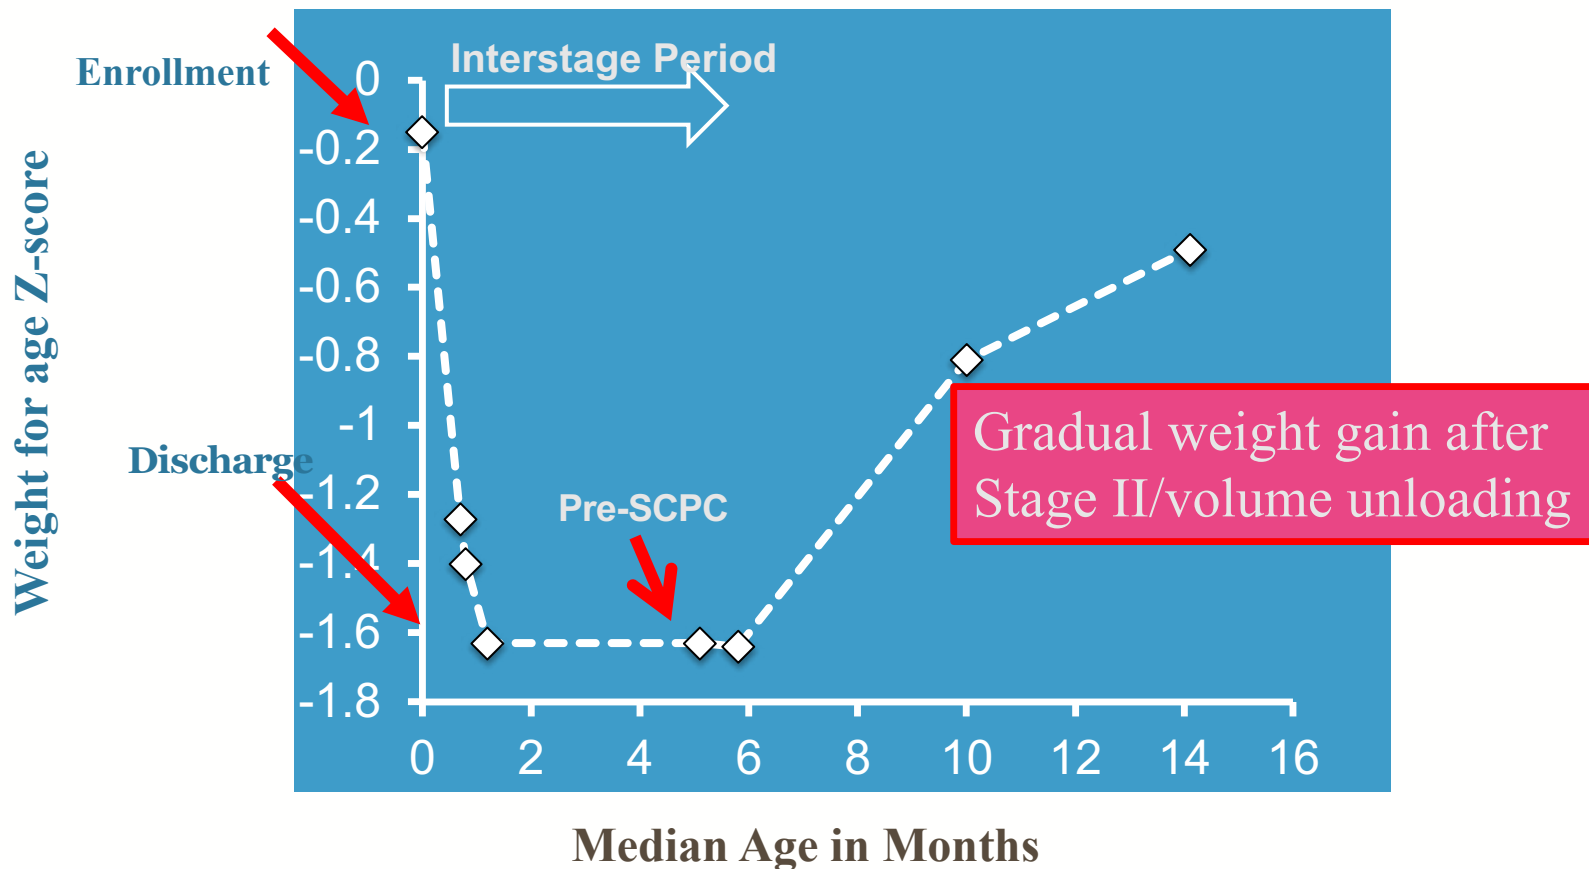 Enrollment
Interstage Period
Weight for age Z-score
0
-0.2
-0.4
-0.6
-0.8
-1
-1.2
-1.4
-1.6
-1.8
Discharge
Pre-SCPC
Gradual weight gain after
Stage II/volume unloading
0 2 4 6 8 10 12 14 16
Median Age in Months